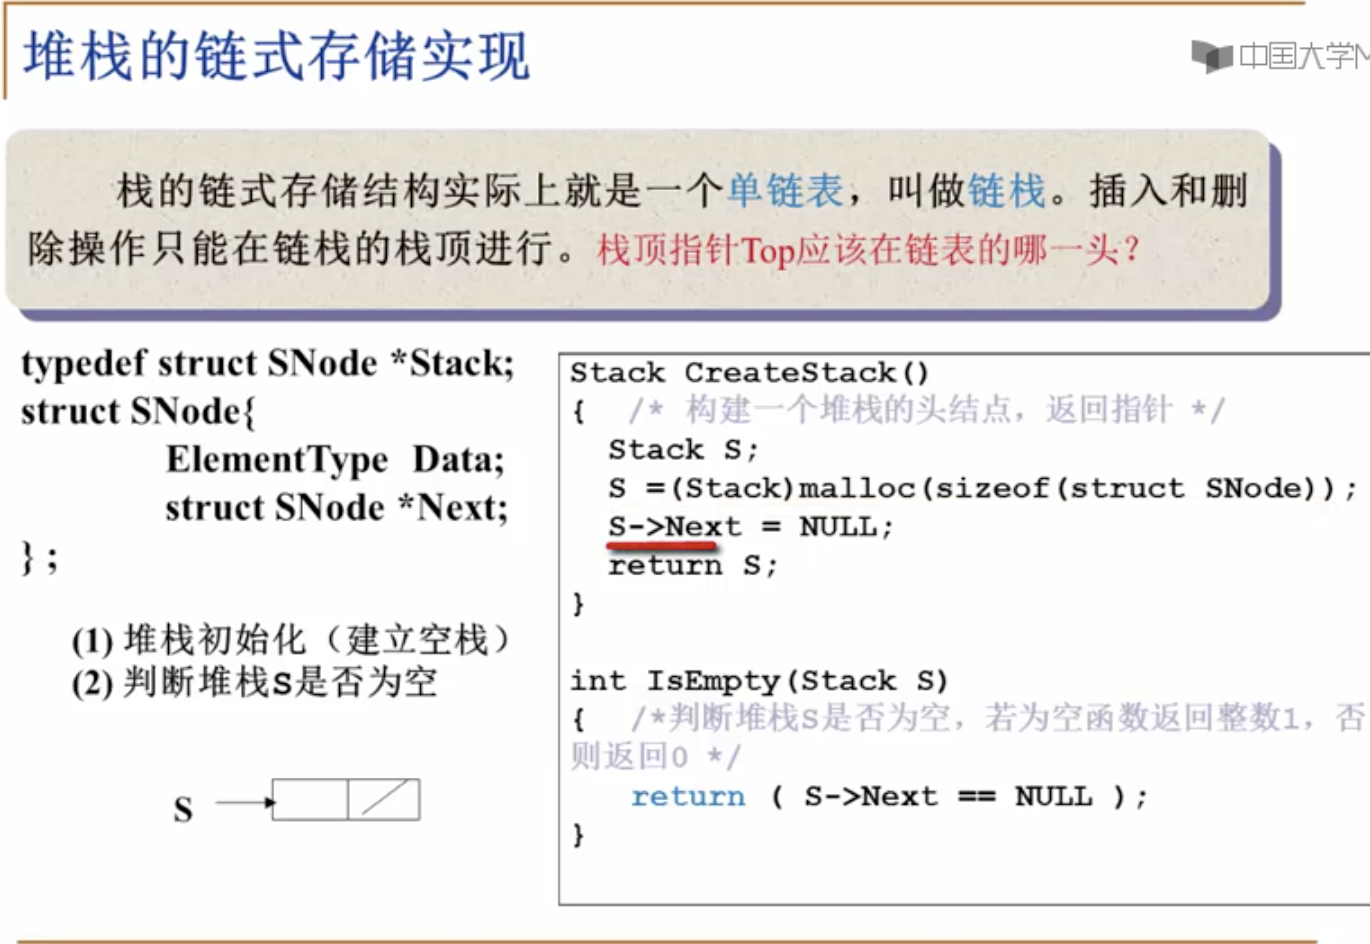 堆栈的链式存储实现
中国大学M
栈的链式存储结构实际上就是一个单链表，叫做链栈。插入和删
除操作只能在链栈的栈顶进行。栈顶指针Top应该在链表的哪一头？
typedef struct SNode *Stack;
struct SNode{
ElementType Data;
struct SNode *Next;
} ;
(1) 堆栈初始化（建立空栈）
(2) 判断堆栈S是否为空
S
Stack CreateStack()
{ /* 构建一个堆栈的头结点，返回指针 */
Stack S;
S =(Stack)malloc(sizeof(struct SNode));
S->Next = NULL;
return S;
}
int IsEmpty(Stack S)
{ /*判断堆栈S是否为空，若为空函数返回整数1，否
则返回0 */
return ( S->Next == NULL );
}